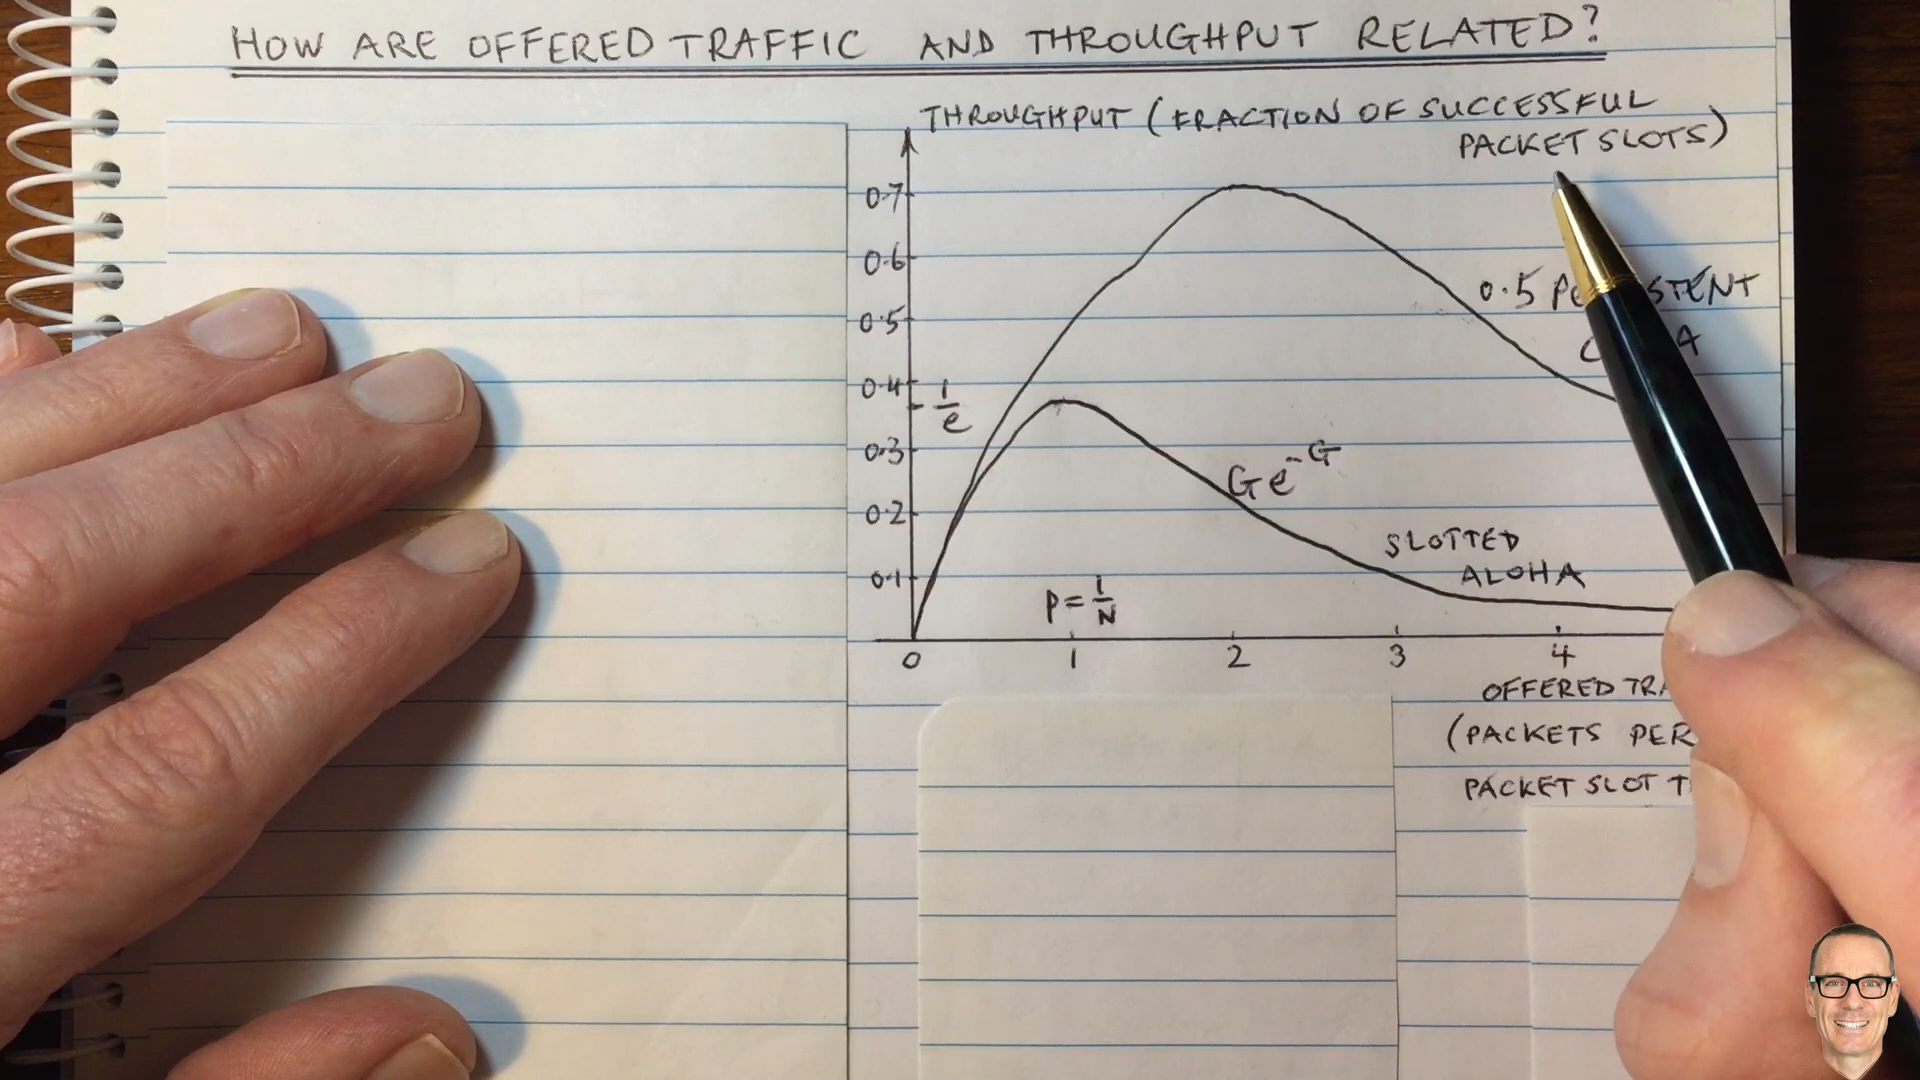 HOW ARE OFFERED TRAFFIC AND THROUGHPUT RELATED?
THROUGHPUT (FRACTION OF SUCCESSFUL
PACKET SLOTS)
0.7
0.6
0.5
0.4
1/e
0.3
0.2
0.1
0.5
Ge^-G
SLOTTED
ALOHA
p=1/N
0 1 2 3 4
OFFERED
(PACKETS PER
PACKET SLOT